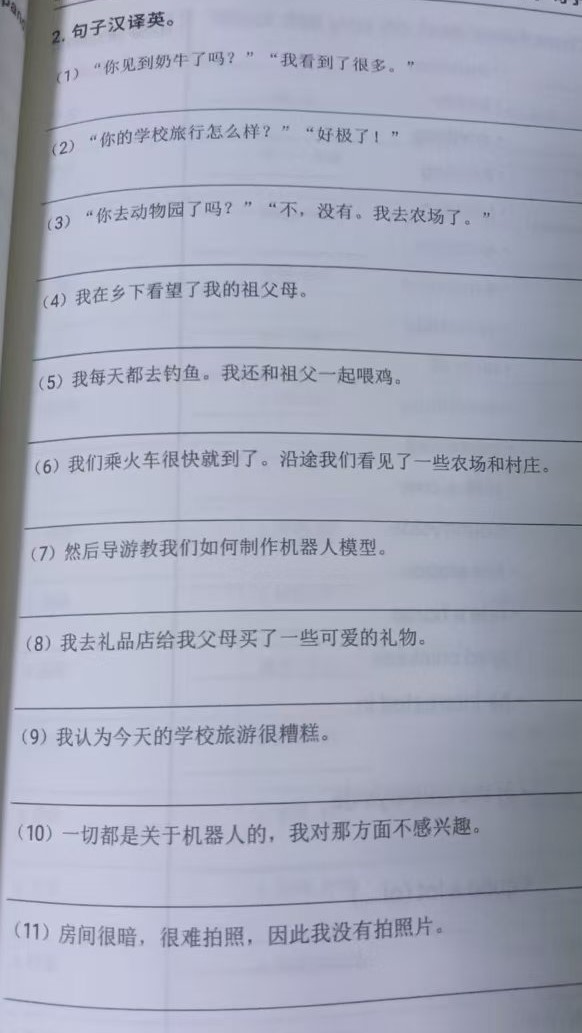 2. 句子汉译英。
(1)“你见到奶牛了吗？”“我看到了很多。”
(2)“你的学校旅行怎么样？”“好极了！”
(3)“你去动物园了吗？”“不，没有。我去农场了。”
(4) 我在乡下看望了我的祖父母。
(5) 我每天都去钓鱼。我还和祖父一起喂鸡。
(6) 我们乘火车很快就到了。沿途我们看见了一些农场和村庄。
(7) 然后导游教我们如何制作机器人模型。
(8) 我去礼品店给我父母买了一些可爱的礼物。
(9) 我认为今天的学校旅游很糟糕。
(10) 一切都是关于机器人的，我对那方面不感兴趣。
(11) 房间很暗，很难拍照，因此我没有拍照片。